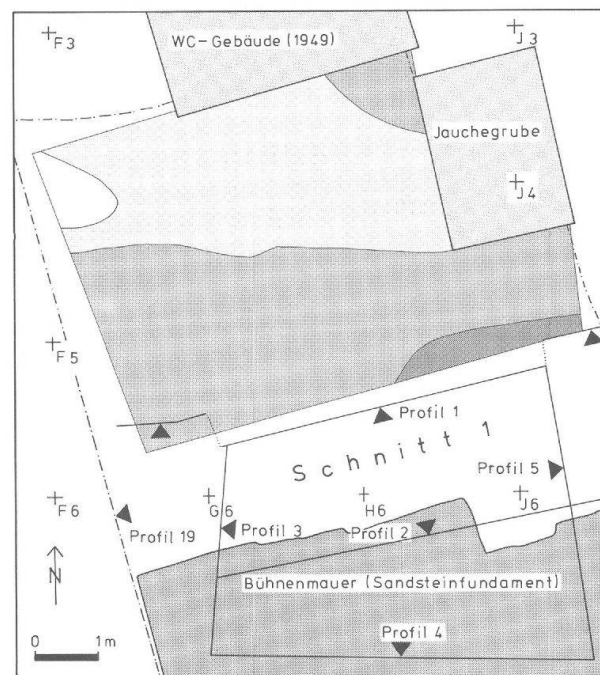 F3
WC-Gebäude (1949)
J3
Jauchegrube
J4
F5
Profil 1
Schnitt 1
Profil 5
F6
G6
H6
J6
Profil 19
Profil 3
Profil 2
N
Bühnenmauer (Sandsteinfundament)
0 1m
Profil 4